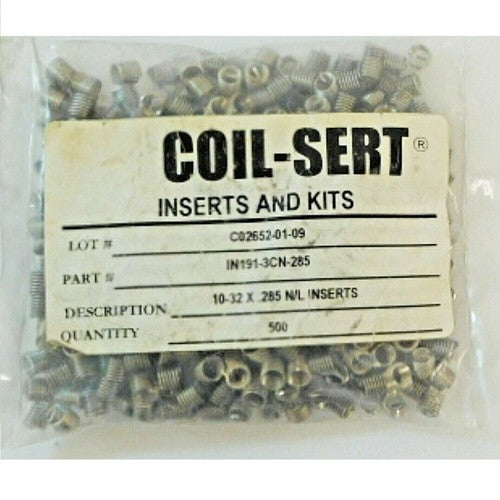 COIL-SERT®
INSERTS AND KITS
LOT # C02652-01-09
PART # IN191-3CN-285
DESCRIPTION 10-32 X .285 N/L INSERTS
QUANTITY 500